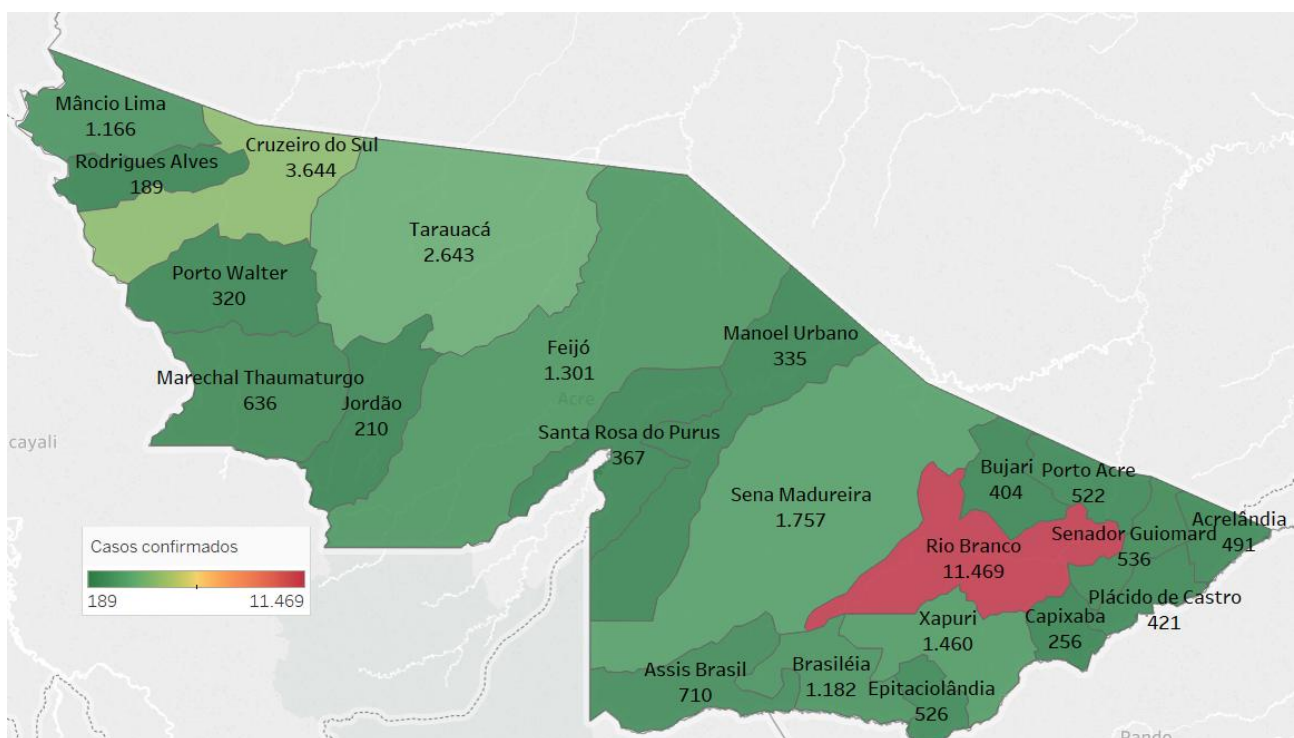 Mâncio Lima
1.166
Rodrigues Alves
189
Cruzeiro do Sul
3.644
Tarauacá
2.643
Porto Walter
320
Marechal Thaumaturgo
636
Jordão
210
Feijó
1.301
Acre
Manoel Urbano
335
Santa Rosa do Purus
367
Sena Madureira
1.757
Bujari
404
Porto Acre
522
Rio Branco
11.469
Senador Guiomard
536
Acrelândia
491
Plácido de Castro
421
Xapuri
1.460
Capixaba
256
Assis Brasil
710
Brasiléia
1.182
Epitaciolândia
526
cayali
Casos confirmados
189
11.469
Pando